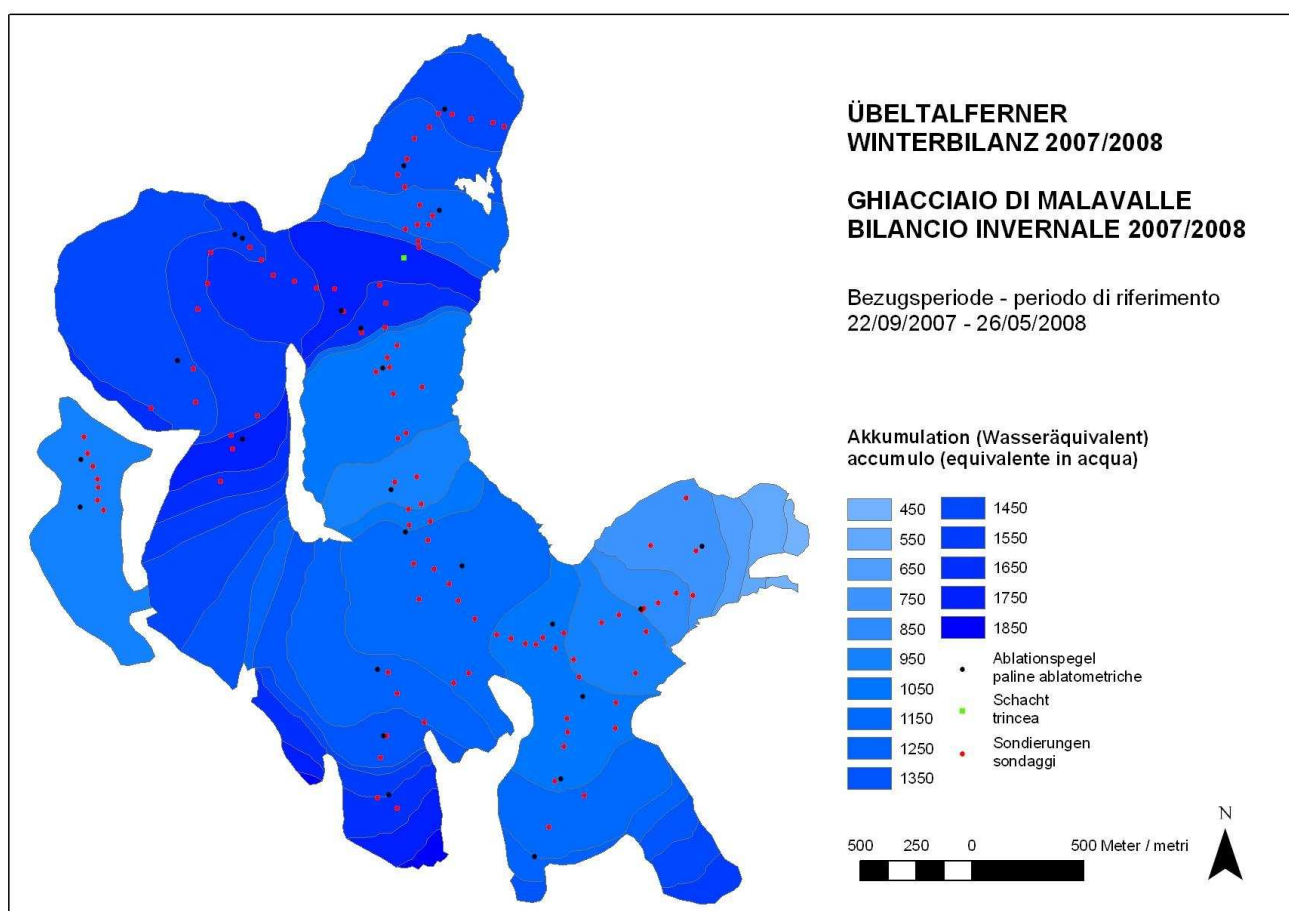 ÜBELTALFERNER
WINTERBILANZ 2007/2008
GHIACCIAIO DI MALAVALLE
BILANCIO INVERNALE 2007/2008
Bezugsperiode - periodo di riferimento
22/09/2007 - 26/05/2008
Akkumulation (Wasseräquivalent)
accumulo (equivalente in acqua)
450
550
650
750
850
950
1050
1150
1250
1350
1450
1550
1650
1750
1850
Ablationspegel
paline ablatometriche
Schacht
trincea
Sondierungen
sondaggi
500 250 0 500 Meter / metri
N